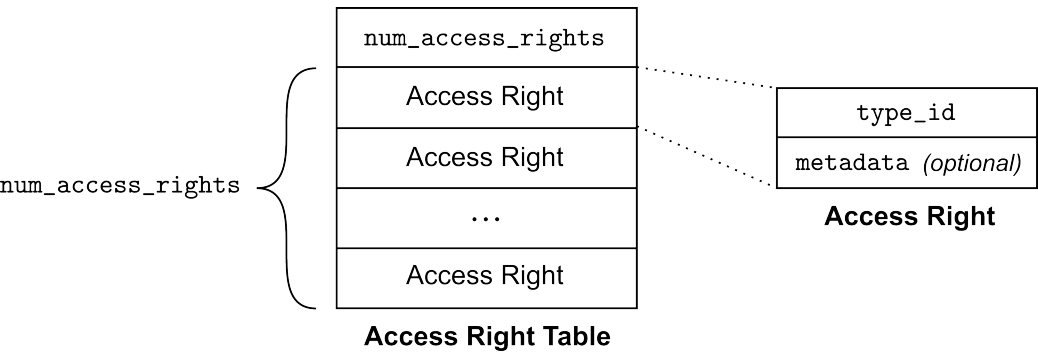 num_access_rights
Access Right
Access Right
...
Access Right
Access Right Table
num_access_rights
type_id
metadata (optional)
Access Right